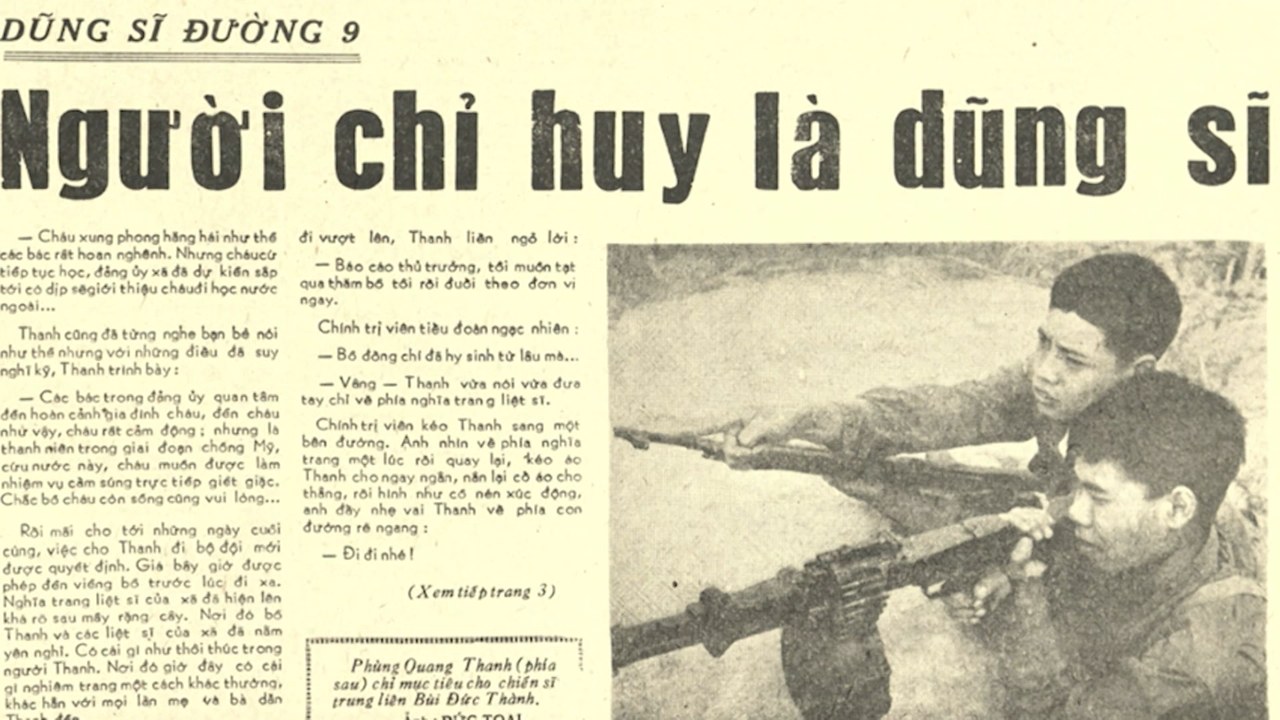 DŨNG SĨ ĐƯỜNG 9
Người chỉ huy là dũng sĩ
— Cháu xung phong hăng hái như thế
các bác rất hoan nghênh. Nhưng cháucứ
tiếp tục học, đảng ủy xã đã dự kiến sắp
tới có dịp sẽgiới thiệu cháuđi học nước
ngoài...
Thanh cũng đã từng nghe bạn bè nói
như thế nhưng với những điều đã suy
nghĩ kỹ, Thanh trình bày :
— Các bác trong đảng ủy quan tâm
đến hoàn cảnh gia đình cháu, đến cháu
như vậy, cháu rất cảm động ; nhưng là
thanh niên trong giai đoạn chống Mỹ,
cứu nước này, cháu muốn được làm
nhiệm vụ cầm súng trực tiếp giết giặc.
Chắc bố cháu còn sống cũng vui lòng...
Rồi mãi cho tới những ngày cuối
cùng, việc cho Thanh đi bộ đội mới
được quyết định. Giá bây giờ được
phép đến viếng bố trước lúc đi xa.
Nghĩa trang liệt sĩ của xã đã hiện lên
khá rõ sau mấy rặng cây. Nơi đó bố
Thanh và các liệt sĩ của xã đã nằm
yên nghỉ. Có cái gì như thôi thúc trong
người Thanh. Nơi đó giờ đây có cái
gì nghiêm trang một cách khác thường,
khác hẳn với mọi lần mẹ và bà dẫn
Thanh đến
đi vượt lên, Thanh liền ngỏ lời :
— Báo cáo thủ trưởng, tôi muốn tạt
qua thăm bố tôi rồi đuổi theo đơn vị
ngay.
Chính trị viên tiểu đoàn ngạc nhiên :
— Bố đồng chí đã hy sinh từ lâu mà...
— Vâng — Thanh vừa nói vừa đưa
tay chỉ về phía nghĩa trang liệt sĩ.
Chính trị viên kéo Thanh sang một
bên đường. Anh nhìn về phía nghĩa
trang một lúc rồi quay lại, kéo áo
Thanh cho ngay ngắn, nắn lại cổ áo cho
thẳng, rồi hình như cố nén xúc động,
anh đẩy nhẹ vai Thanh về phía con
đường rẽ ngang :
— Đi đi nhé !
(Xem tiếp trang 3)
Phùng Quang Thanh (phía
sau) chỉ mục tiêu cho chiến sĩ
trung liên Bùi Đức Thành.
Ảnh : ĐỨC TOẠI